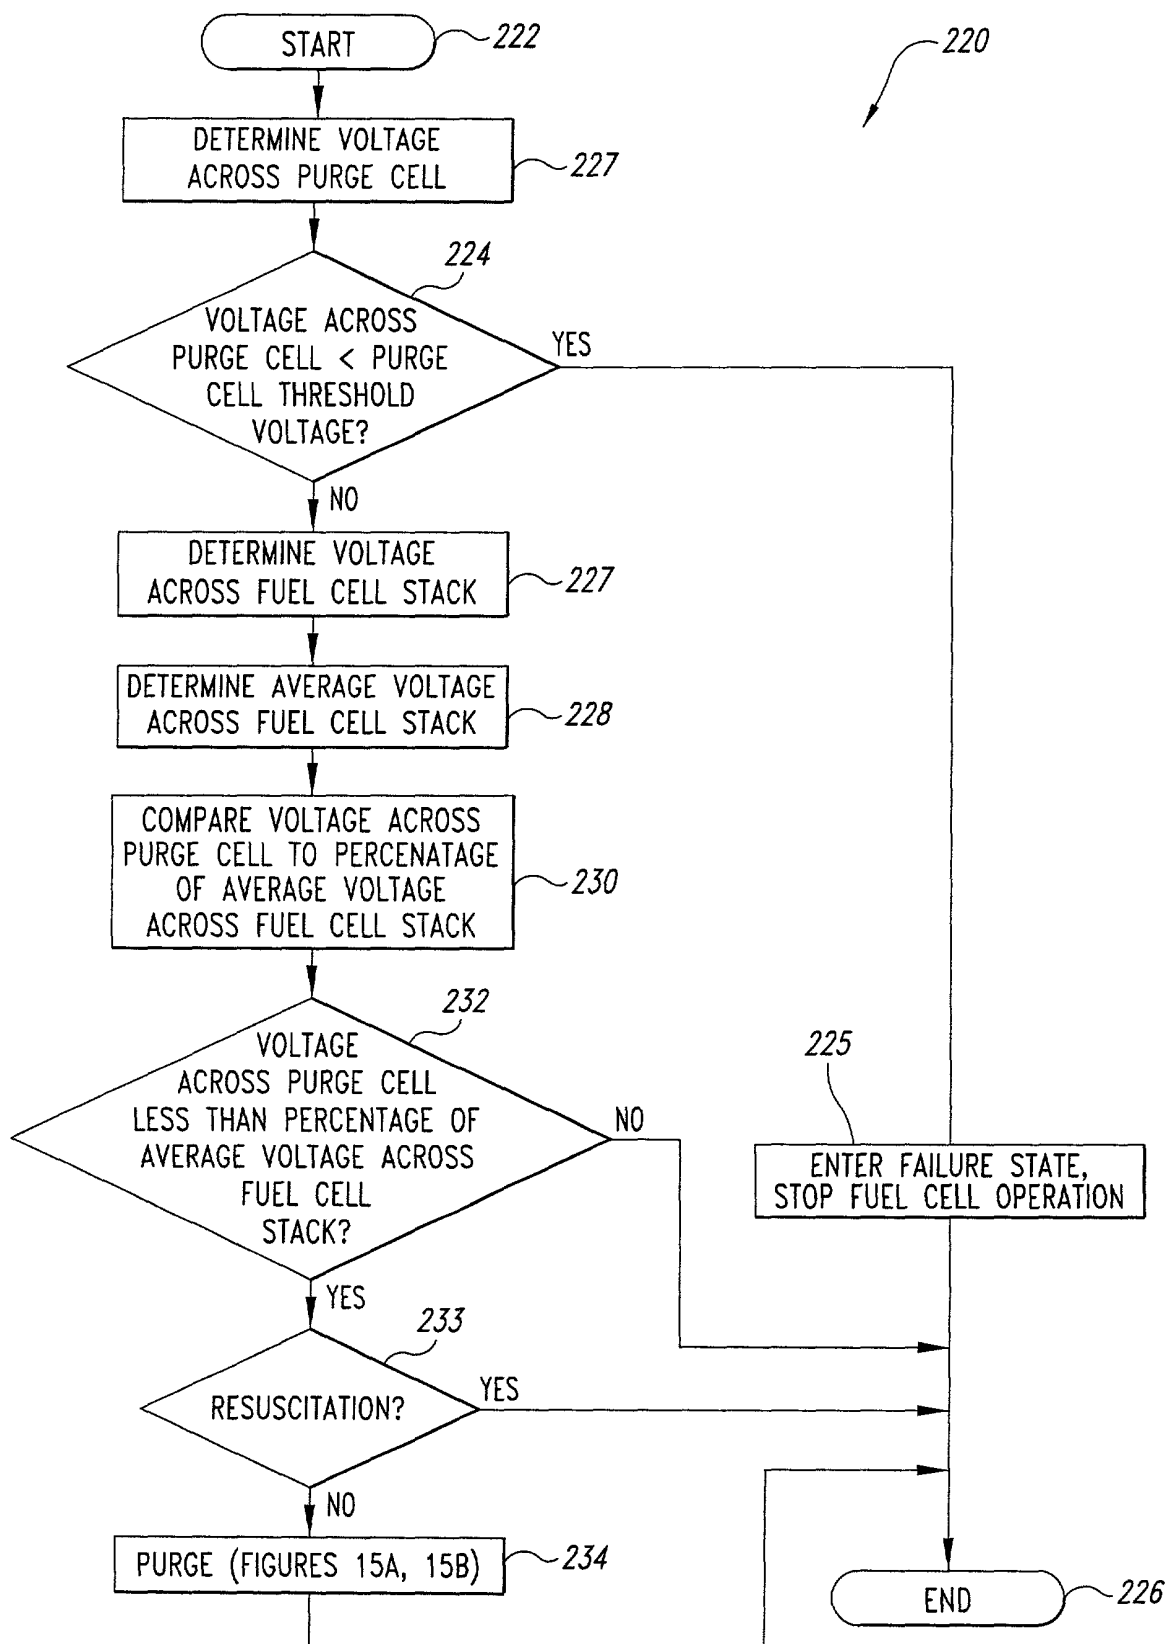 START
222
220
DETERMINE VOLTAGE
ACROSS PURGE CELL
227
224
VOLTAGE ACROSS
PURGE CELL < PURGE
CELL THRESHOLD
VOLTAGE?
YES
NO
DETERMINE VOLTAGE
ACROSS FUEL CELL STACK
227
DETERMINE AVERAGE VOLTAGE
ACROSS FUEL CELL STACK
228
COMPARE VOLTAGE ACROSS
PURGE CELL TO PERCENATAGE
OF AVERAGE VOLTAGE
ACROSS FUEL CELL STACK
230
232
VOLTAGE
ACROSS PURGE CELL
LESS THAN PERCENTAGE OF
AVERAGE VOLTAGE ACROSS
FUEL CELL
STACK?
NO
225
ENTER FAILURE STATE,
STOP FUEL CELL OPERATION
YES
233
RESUSCITATION?
YES
NO
PURGE (FIGURES 15A, 15B)
234
END
226